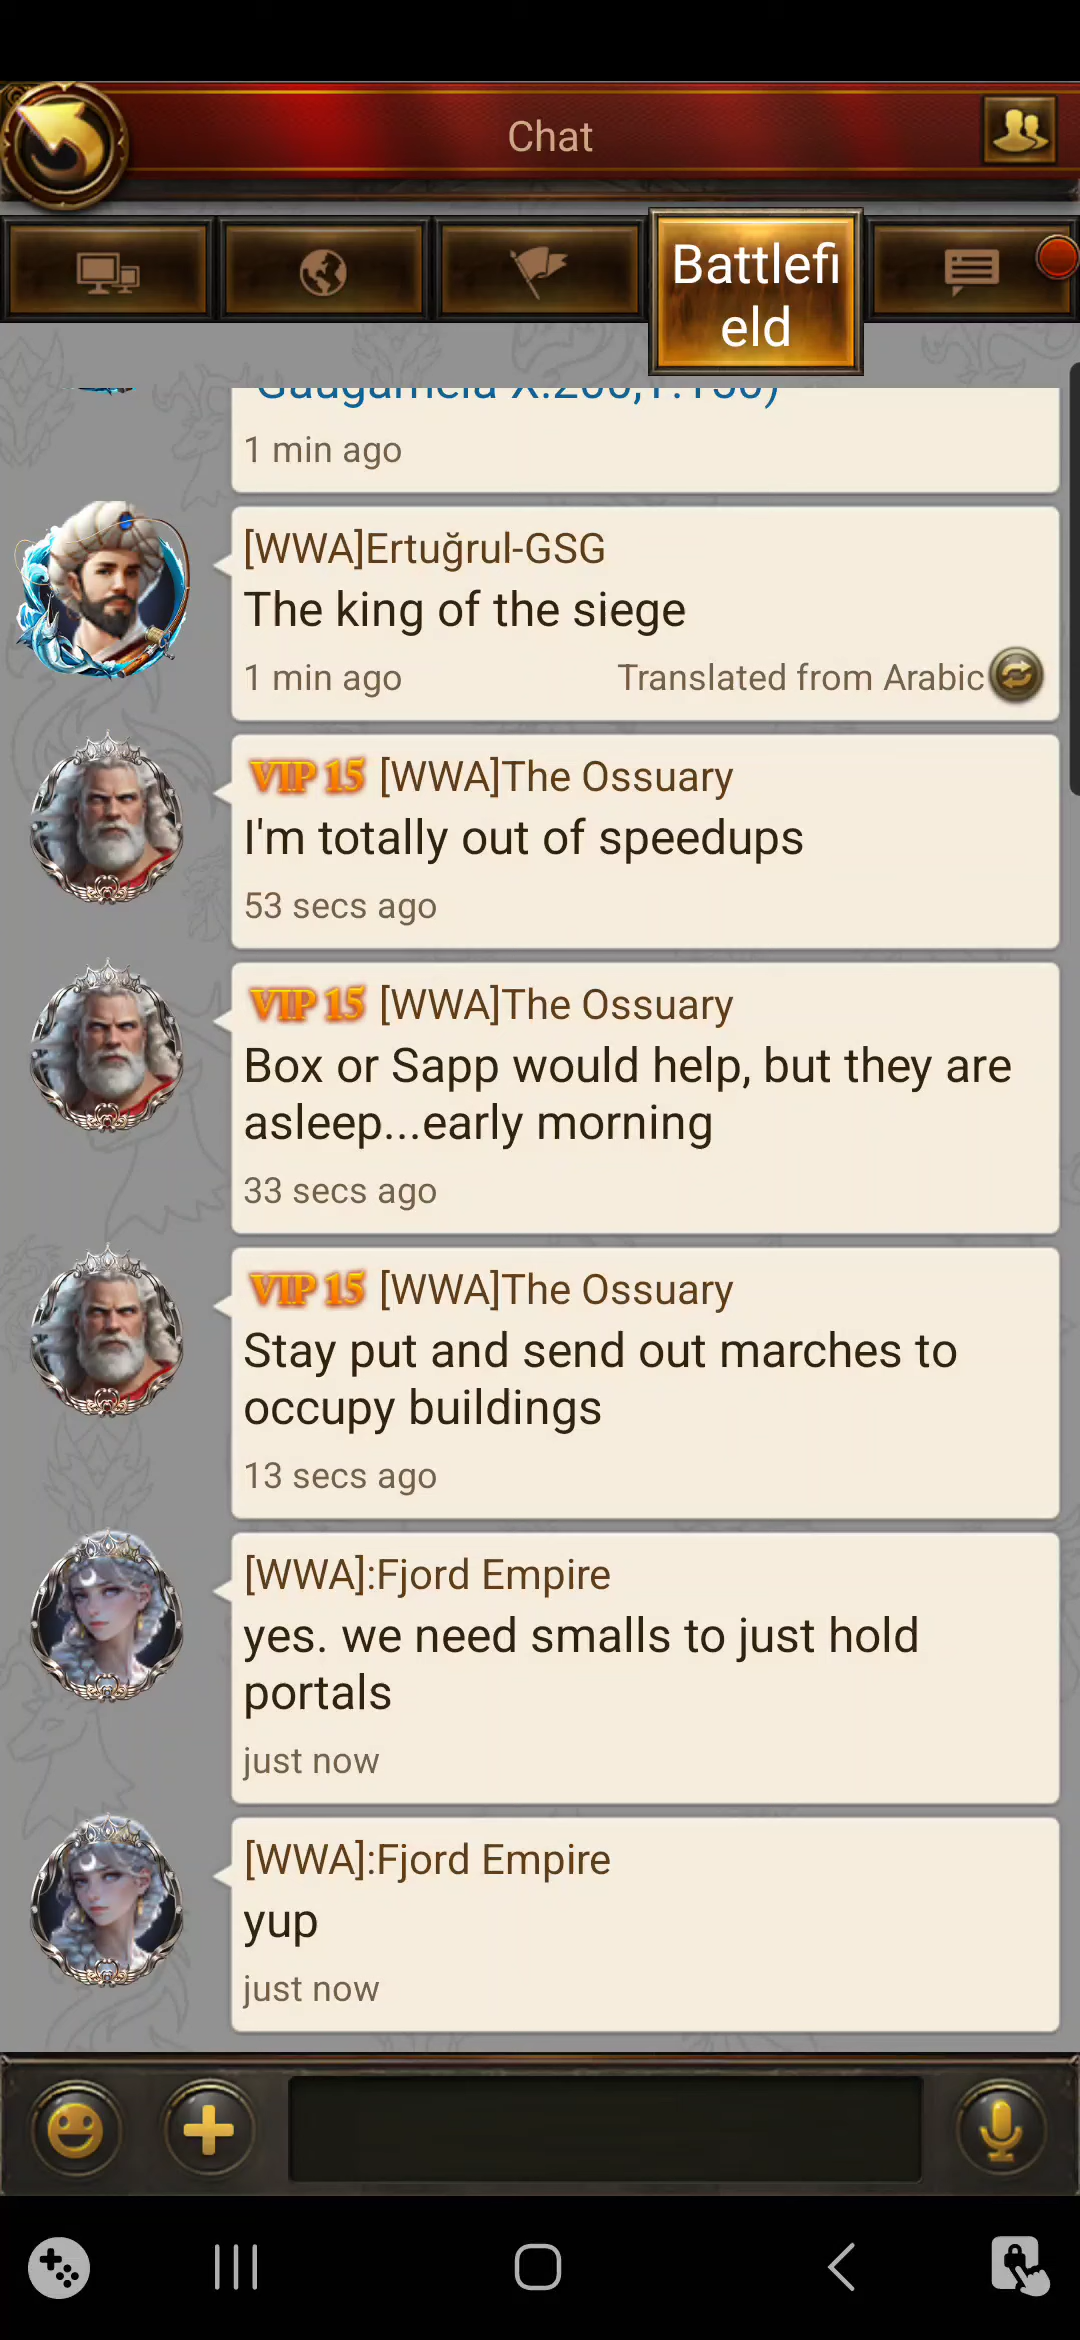 Chat
Battlefi
eld
1 min ago
[WWA]Ertuğrul-GSG
The king of the siege
1 min ago Translated from Arabic
VIP 15 [WWA]The Ossuary
I'm totally out of speedups
53 secs ago
VIP 15 [WWA]The Ossuary
Box or Sapp would help, but they are
asleep...early morning
33 secs ago
VIP 15 [WWA]The Ossuary
Stay put and send out marches to
occupy buildings
13 secs ago
[WWA]:Fjord Empire
yes. we need smalls to just hold
portals
just now
[WWA]:Fjord Empire
yup
just now